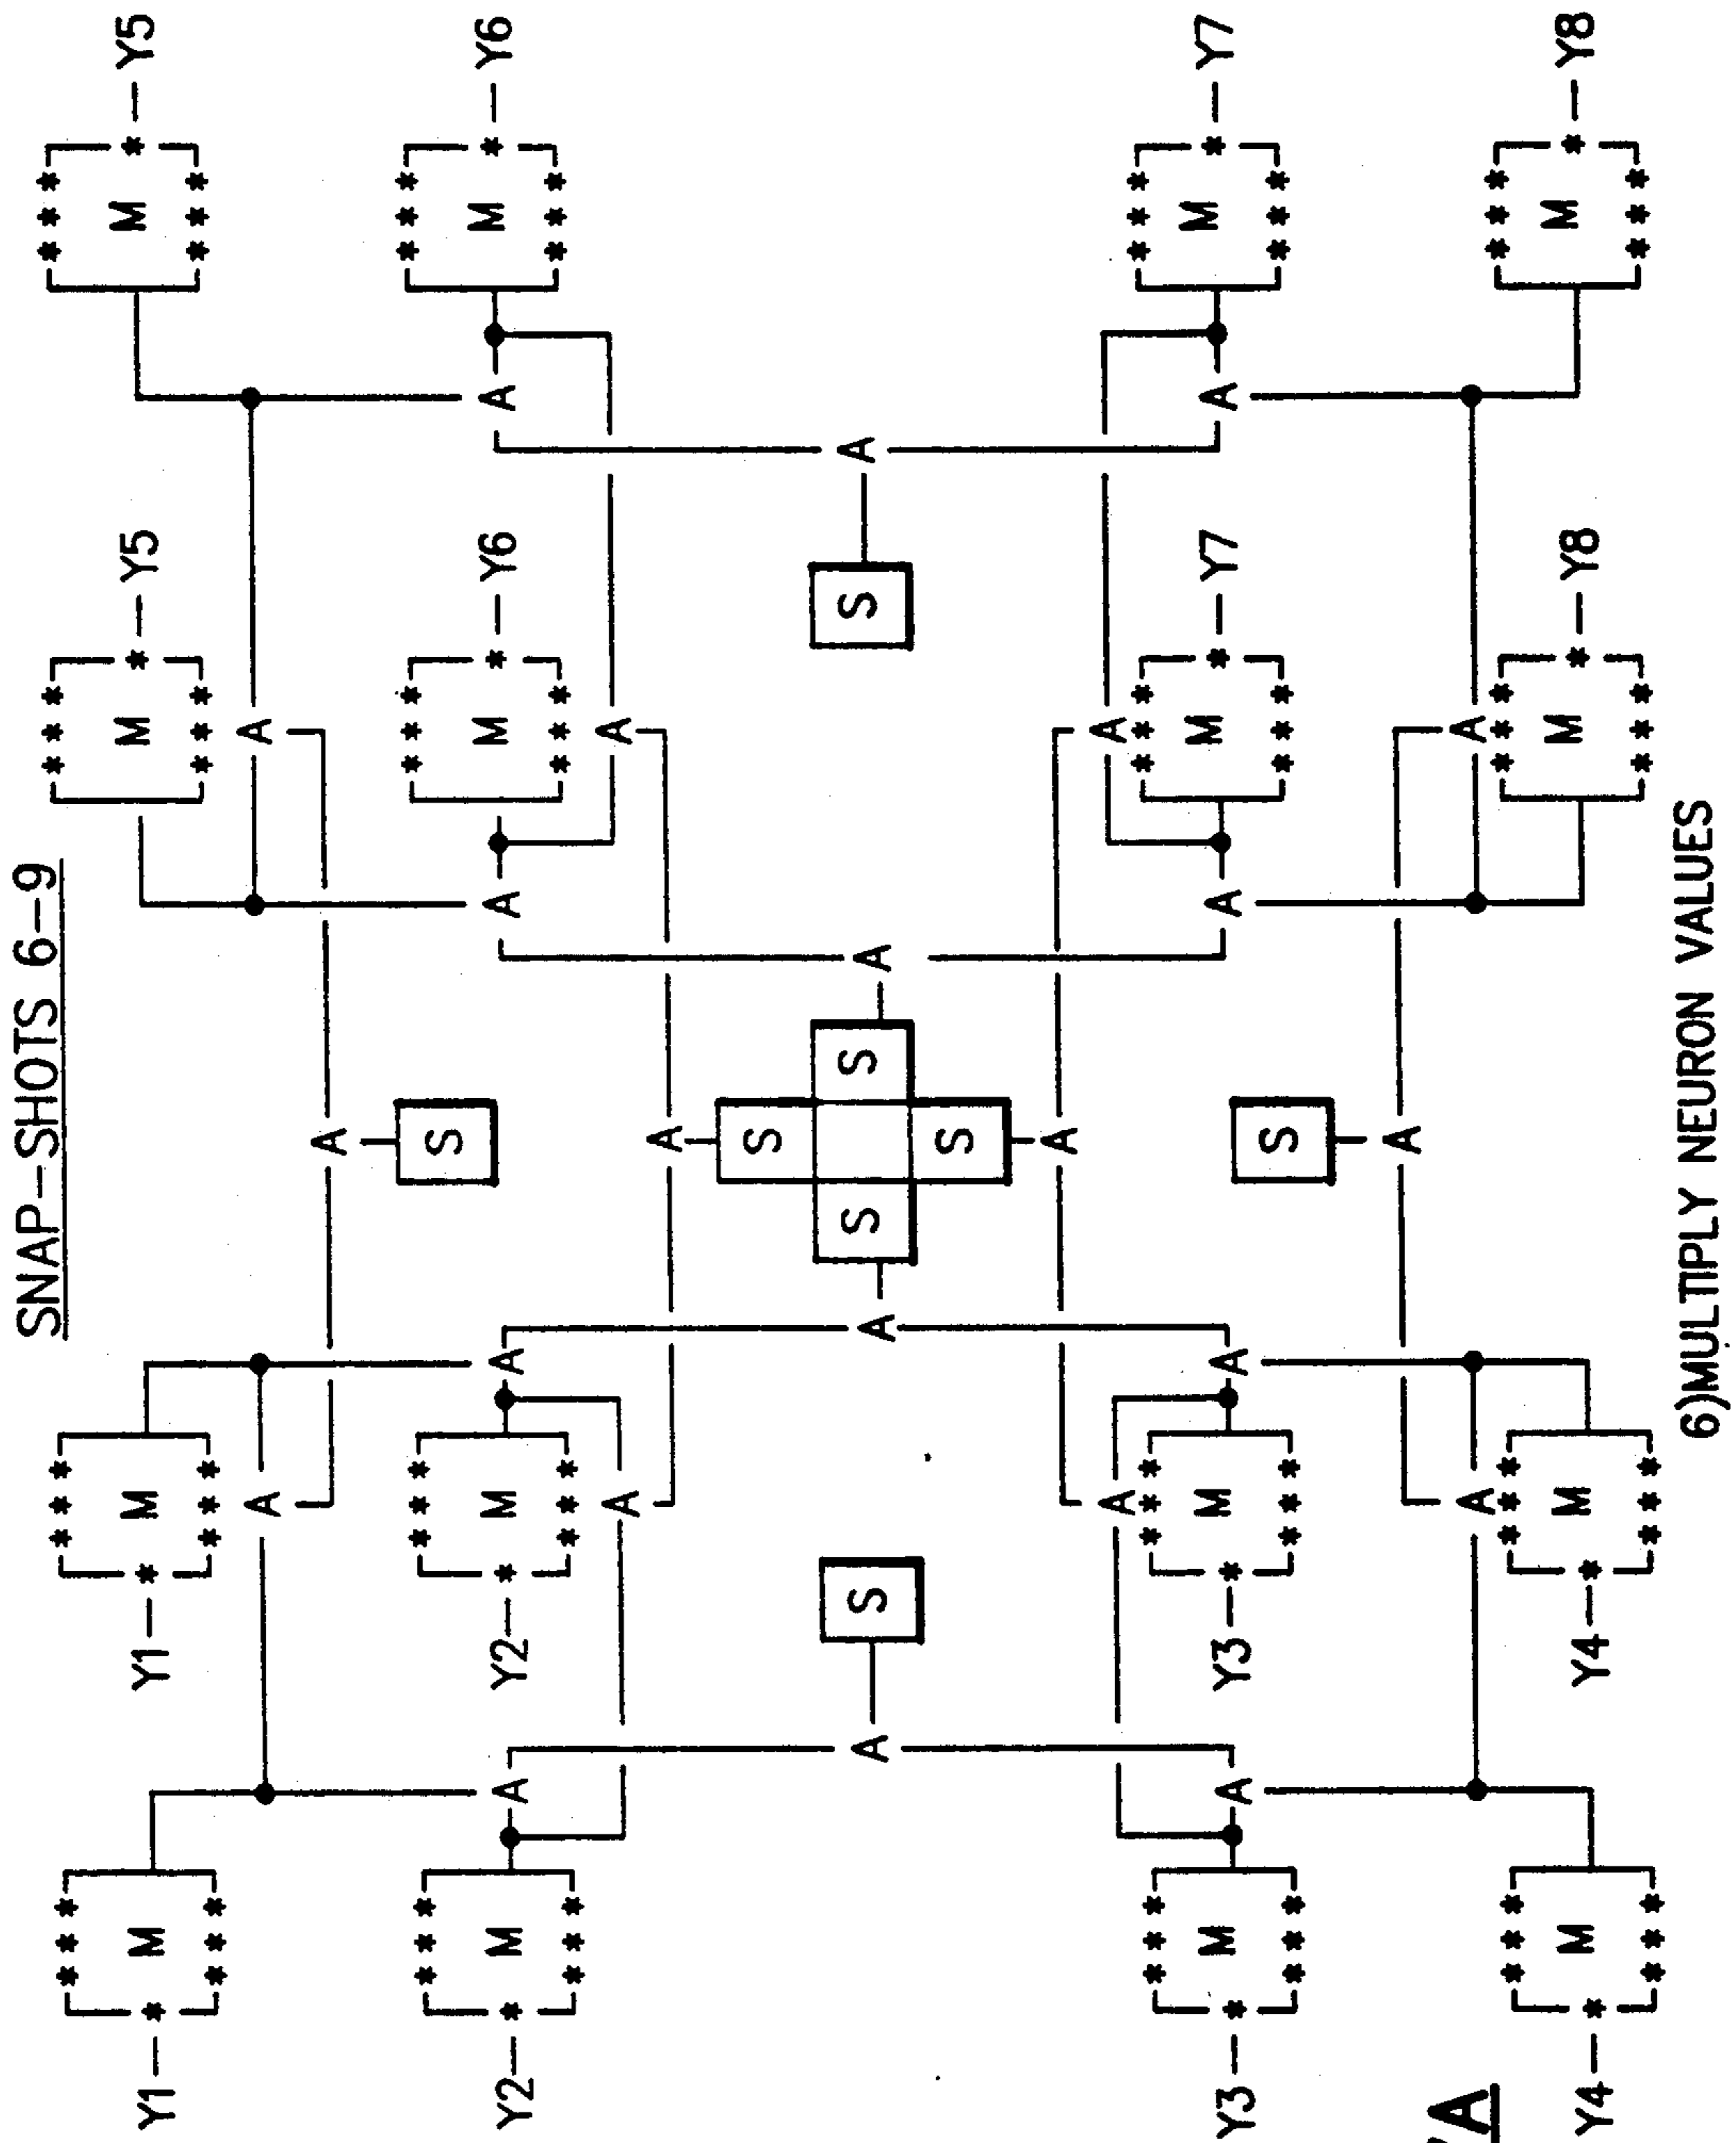 SNAP-SHOTS 6-9
Y1 M Y1 M M Y5 M Y5
A A
A
S
Y2 M A Y2 M A A M Y6 A M Y6
A A
A
S
A S A S S A S A
S
A
A A
Y3 M A Y3 M A A M Y7 A M Y7
S
A
A A
Y4 M Y4 M M Y8 M Y8
6)MULTIPLY NEURON VALUES